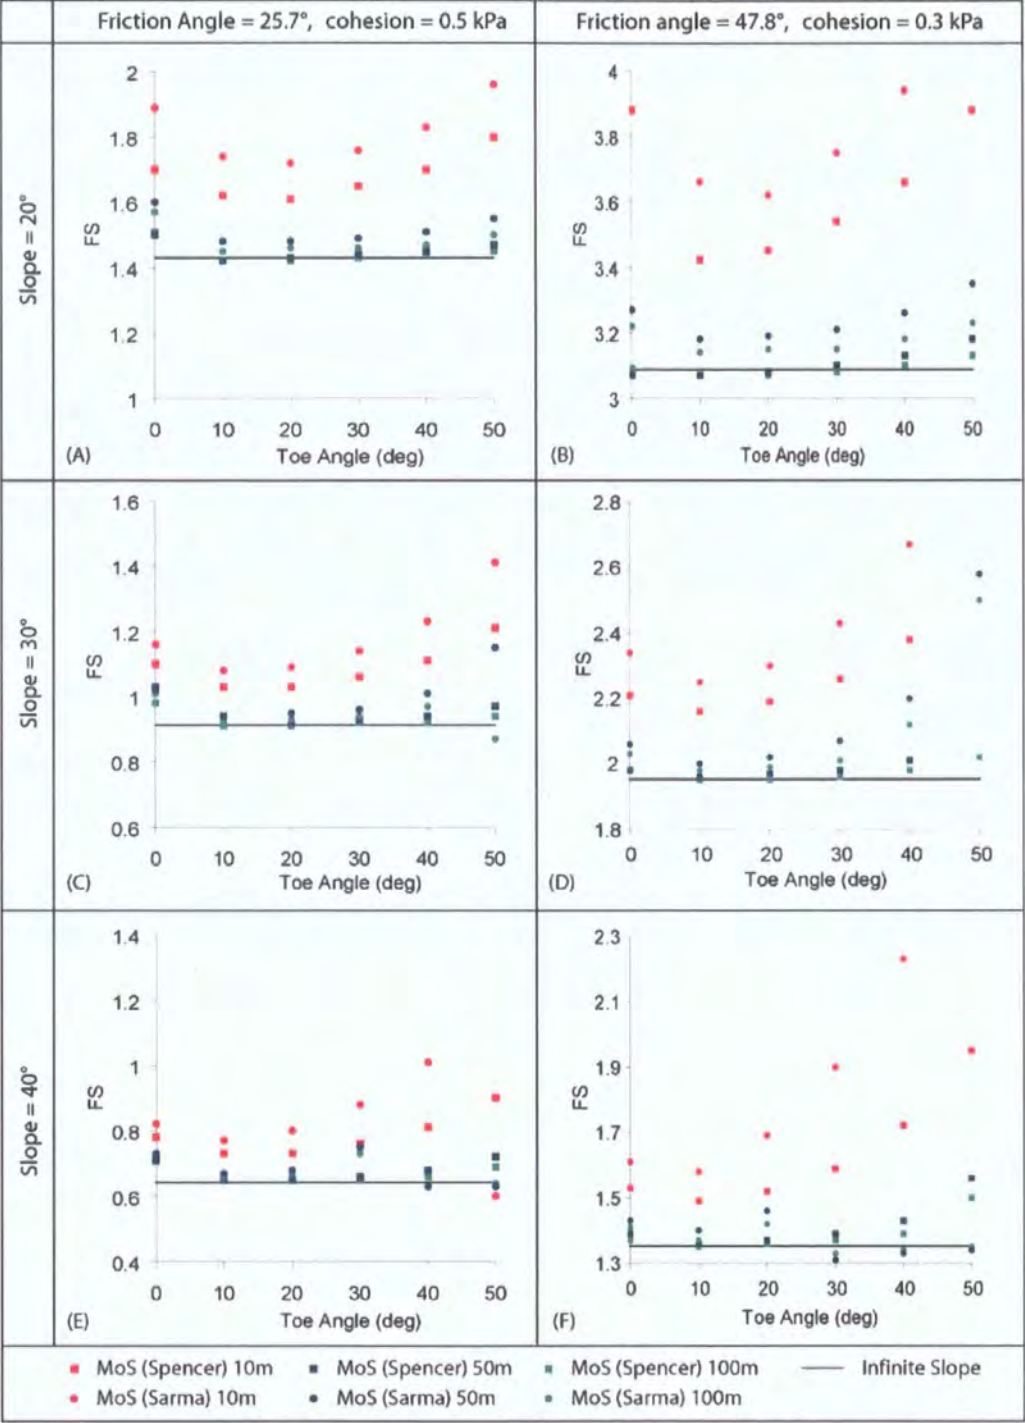 Friction Angle = 25.7°, cohesion = 0.5 kPa
Friction angle = 47.8°, cohesion = 0.3 kPa
Slope = 20°
FS
2
1.8
1.6
1.4
1.2
1
0 10 20 30 40 50
(A)
Toe Angle (deg)
FS
4
3.8
3.6
3.4
3.2
3
0 10 20 30 40 50
(B)
Toe Angle (deg)
Slope = 30°
FS
1.6
1.4
1.2
1
0.8
0.6
0 10 20 30 40 50
(C)
Toe Angle (deg)
FS
2.8
2.6
2.4
2.2
2
1.8
0 10 20 30 40 50
(D)
Toe Angle (deg)
Slope = 40°
FS
1.4
1.2
1
0.8
0.6
0.4
0 10 20 30 40 50
(E)
Toe Angle (deg)
FS
2.3
2.1
1.9
1.7
1.5
1.3
0 10 20 30 40 50
(F)
Toe Angle (deg)
MoS (Spencer) 10m MoS (Spencer) 50m MoS (Spencer) 100m Infinite Slope
MoS (Sarma) 10m MoS (Sarma) 50m MoS (Sarma) 100m